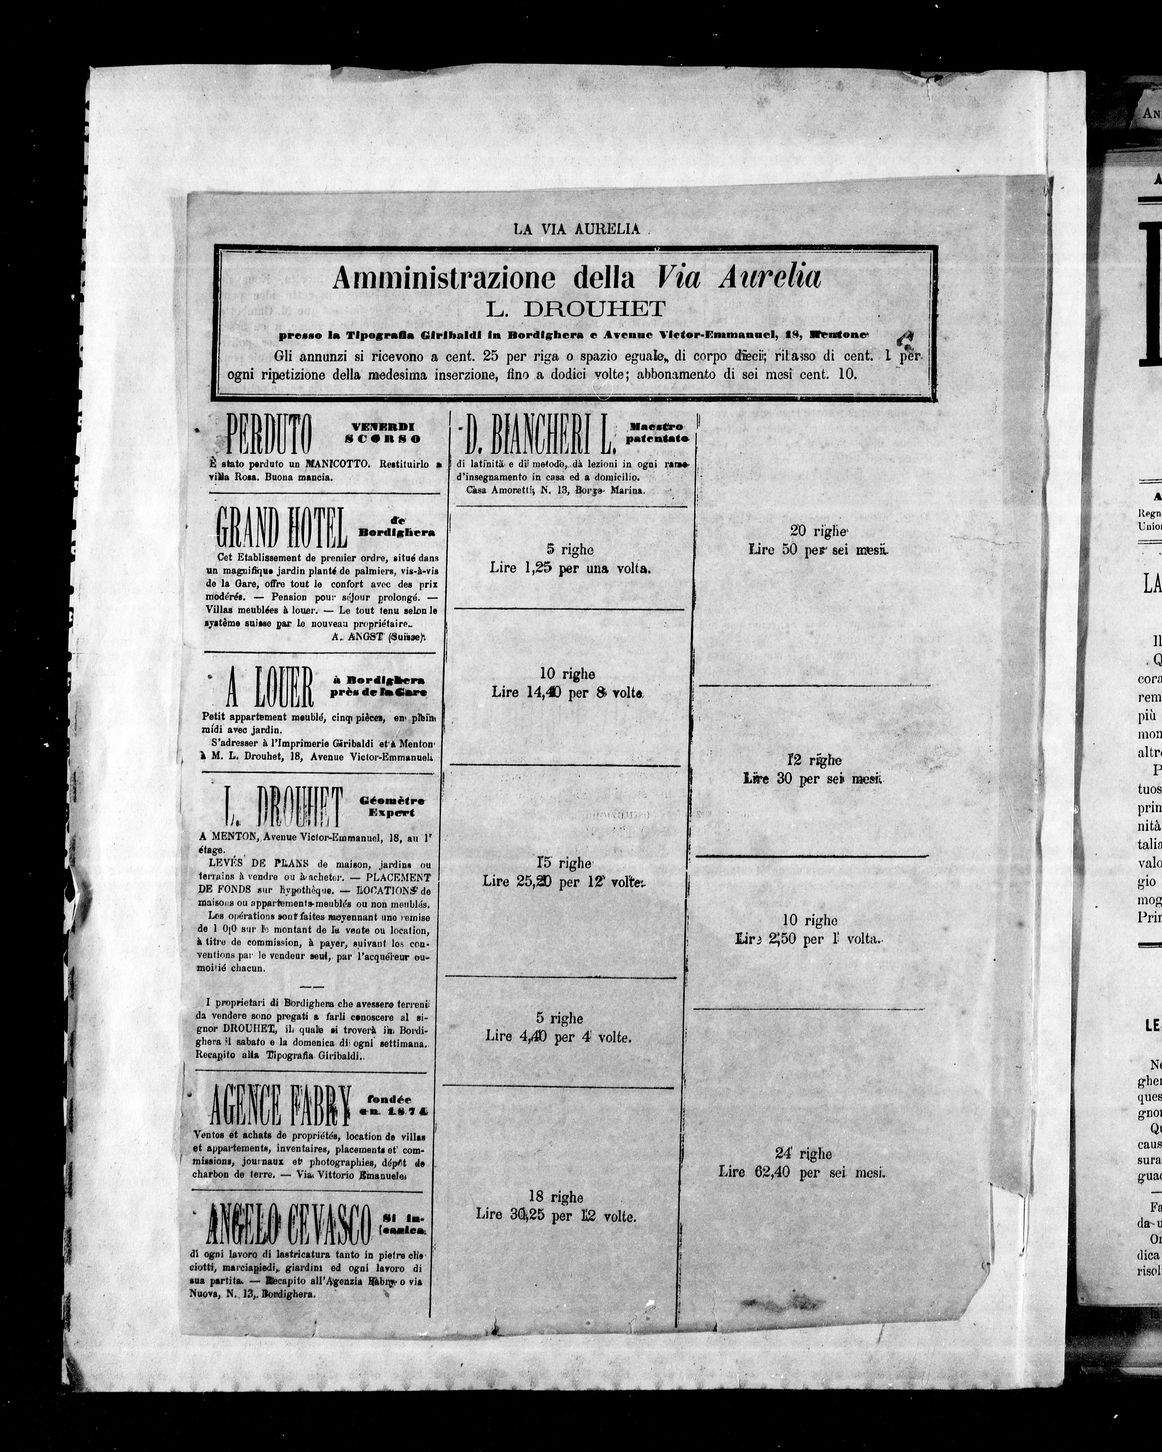 LA VIA AURELIA
Amministrazione della Via Aurelia
L. DROUHET
presso la Tipografia Giribaldi in Bordighera e Avenue Victor-Emmanuel, 18, Mentone
Gli annunzi si ricevono a cent. 25 per riga o spazio eguale, di corpo dieci; ribasso di cent. 1 per
ogni ripetizione della medesima inserzione, fino a dodici volte; abbonamento di sei mesi cent. 10.
PERDUTO VENERDI
SCORSO
È stato perduto un MANICOTTO. Restituirlo a
villa Rosa. Buona mancia.
GRAND HOTEL de
Bordighera
Cet Etablissement de premier ordre, situé dans
un magnifique jardin planté de palmiers, vis-à-vis
de la Gare, offre tout le confort avec des prix
modérés. — Pension pour séjour prolongé. —
Villas meublées à louer. — Le tout tenu selon le
système suisse par le nouveau propriétaire.
A. ANGST (Suisse).
A LOUER à Bordighera
près de la Gare
Petit appartement meublé, cinq pièces, en plein
midi avec jardin.
S'adresser à l'Imprimerie Giribaldi et à Menton
à M. L. Drouhet, 18, Avenue Victor-Emmanuel.
L. DROUHET Géomètre
Expert
A MENTON, Avenue Victor-Emmanuel, 18, au 1r
étage.
LEVÉS DE PLANS de maison, jardins ou
terrains à vendre ou à acheter. — PLACEMENT
DE FONDS sur hypothèque. — LOCATIONS de
maisons ou appartements meublés ou non meublés.
Les opérations sont faites moyennant une remise
de 1 0|0 sur le montant de la vente ou location,
à titre de commission, à payer, suivant les con-
ventions par le vendeur seul, par l'acquéreur ou
moitié chacun.
I proprietari di Bordighera che avessero terreni
da vendere sono pregati a farli conoscere al si-
gnor DROUHET, il quale si troverà in Bordi-
ghera il sabato e la domenica di ogni settimana.
Recapito alla Tipografia Giribaldi.
AGENCE FABRY fondée
en 1874
Ventes et achats de propriétés, location de villas
et appartements, inventaires, placements et com-
missions, journaux et photographies, dépôt de
charbon de terre. — Via Vittorio Emanuele.
ANGELO CEVASCO Si in-
carica
di ogni lavoro di lastricatura tanto in pietre che
ciotti, marciapiedi, giardini ed ogni lavoro di
sua partita. — Recapito all'Agenzia Fabry o via
Nuova, N. 13, Bordighera.
D. BIANCHERI L. Maestro
patentato
di latinità e di metodo, dà lezioni in ogni ramo
d'insegnamento in casa ed a domicilio.
Casa Amoretti, N. 13, Borgo Marina.
5 righe
Lire 1,25 per una volta.
10 righe
Lire 14,40 per 8 volte.
15 righe
Lire 25,20 per 12 volte.
5 righe
Lire 4,40 per 4 volte.
18 righe
Lire 30,25 per 12 volte.
20 righe
Lire 50 per sei mesi.
12 righe
Lire 30 per sei mesi.
10 righe
Lire 2,50 per 1 volta.
24 righe
Lire 62,40 per sei mesi.